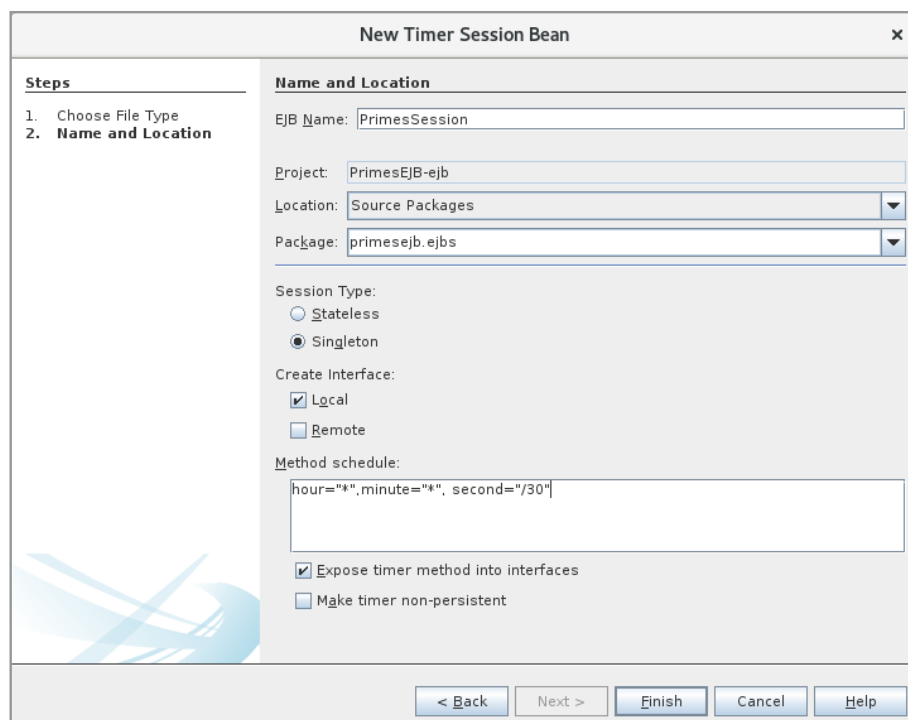 New Timer Session Bean
Steps
1. Choose File Type
2. Name and Location
Name and Location
EJB Name: PrimesSession
Project: PrimesEJB-ejb
Location: Source Packages
Package: primesejb.ejbs
Session Type:
Stateless
Singleton
Create Interface:
Local
Remote
Method schedule:
hour="*",minute="*", second="/30"
Expose timer method into interfaces
Make timer non-persistent
< Back Next > Finish Cancel Help